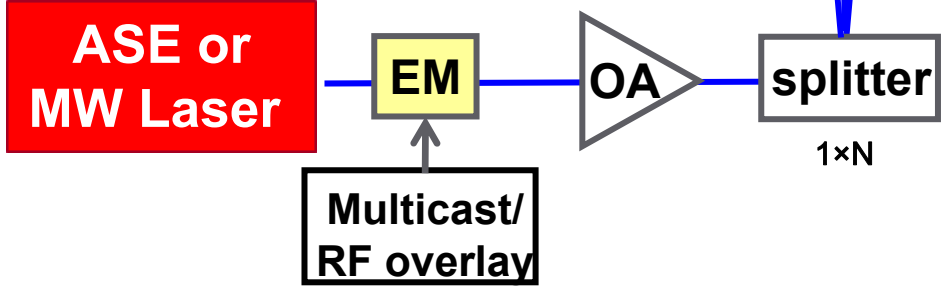 ASE or
MW Laser
EM
OA
splitter
1×N
Multicast/
RF overlay